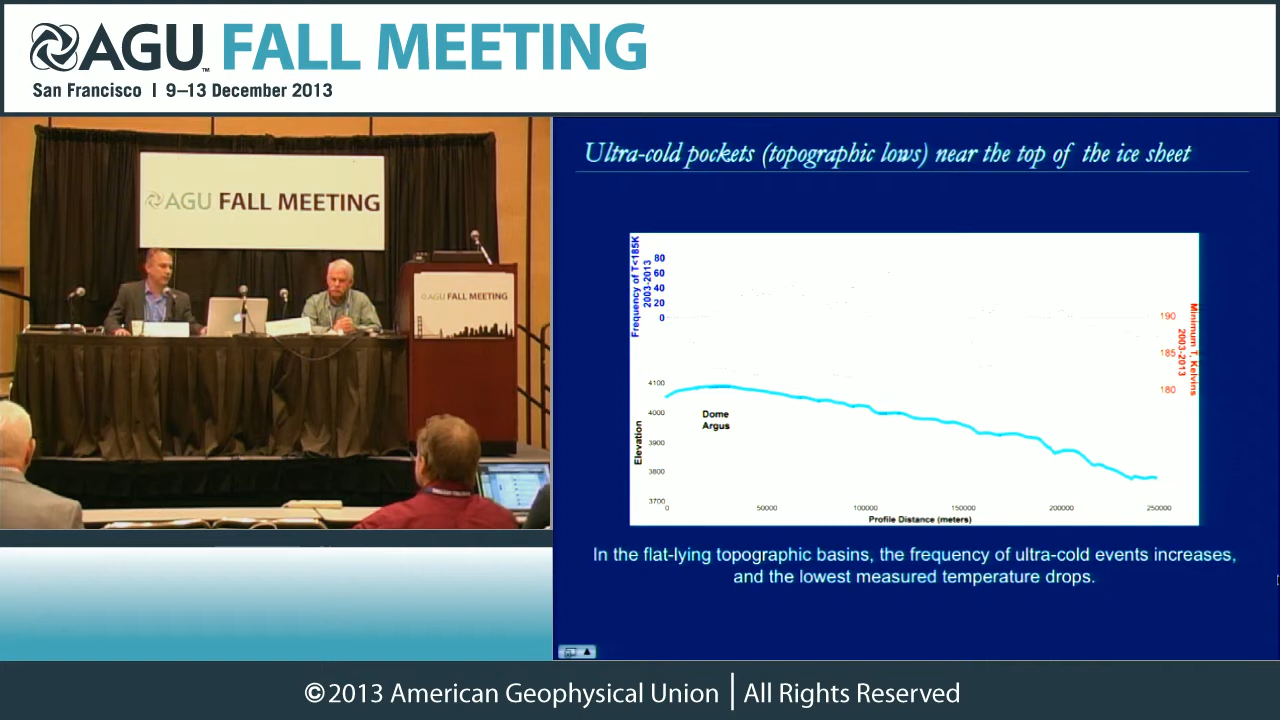 AGU™ FALL MEETING
San Francisco | 9–13 December 2013
AGU FALL MEETING
AGU FALL MEETING
Ultra-cold pockets (topographic lows) near the top of the ice sheet
Frequency of T<185K
2003-2013
80
60
40
20
0
190
185
180
Minimum T, Kelvins
2003-2013
4100
4000
3900
3800
3700
Elevation
Dome
Argus
0
50000
100000
150000
200000
250000
Profile Distance (meters)
In the flat-lying topographic basins, the frequency of ultra-cold events increases,
and the lowest measured temperature drops.
©2013 American Geophysical Union | All Rights Reserved